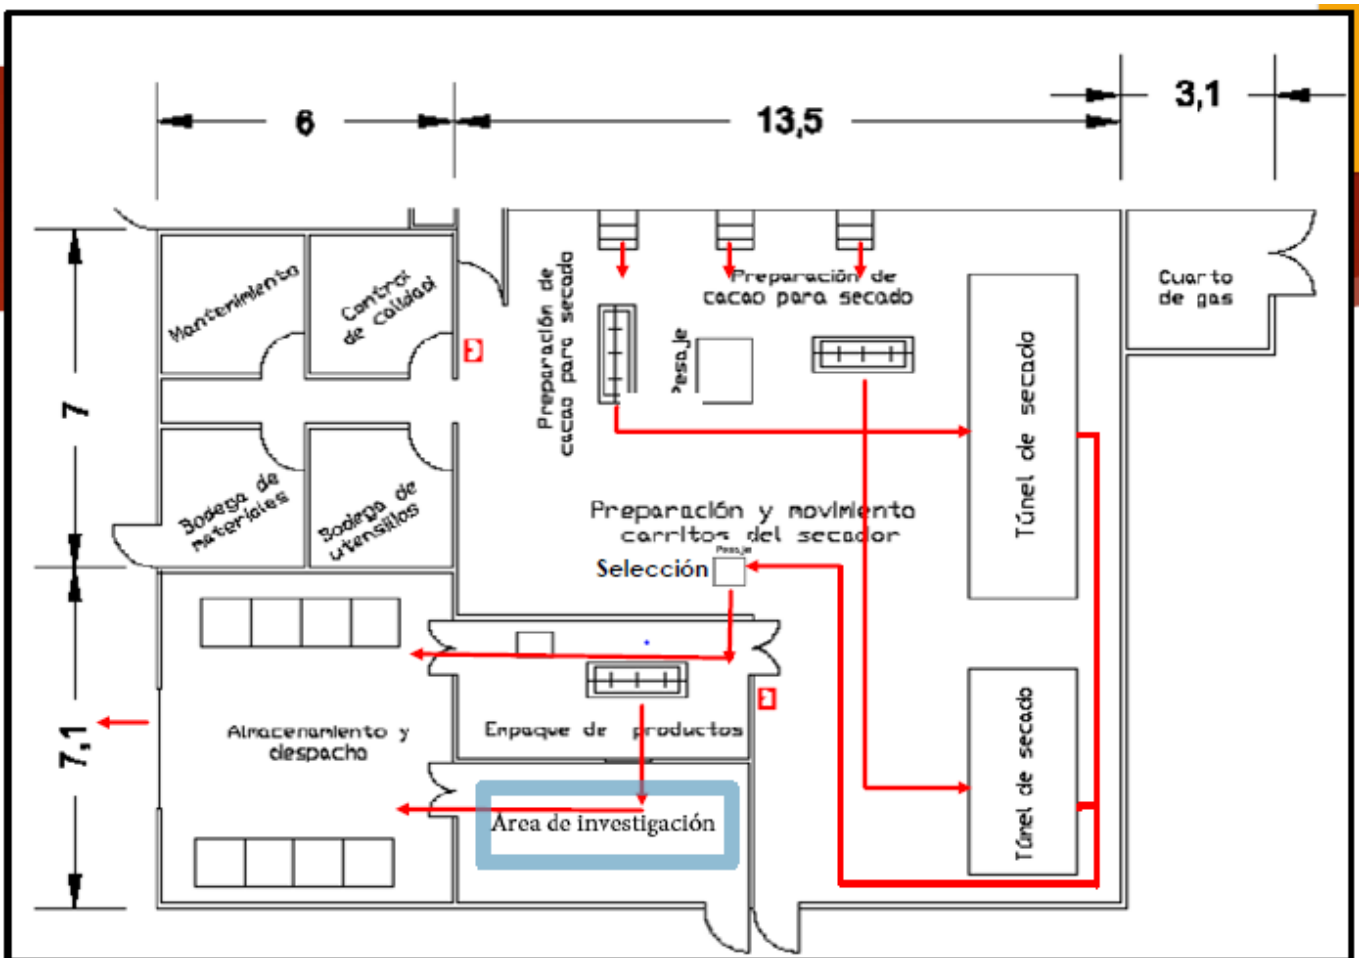 6
13,5
3,1
7
7,1
Mantenimiento
Control
de calidad
Bodega de
materiales
Bodega de
utensilios
Preparación de
cacao para secado
Preparación de
cacao para secado
Pesaje
Túnel de secado
Cuarto
de gas
Preparación y movimiento
carritos del secador
Pesaje
Selección
Almacenamiento y
despacho
Empaque de productos
Área de investigación
Túnel de secado